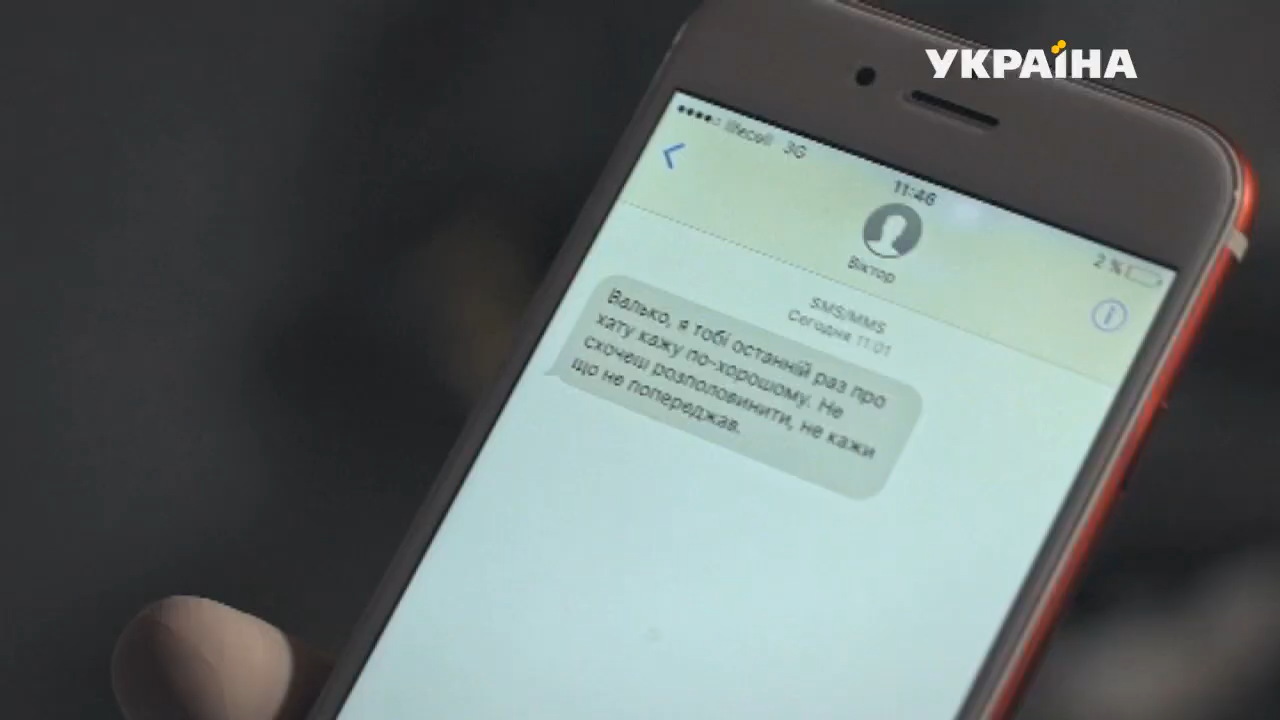 УКРАЇНА
lifecell 3G
11:46
2 %
Віктор
SMS/MMS
Сегодня 11:01
Валько, я тобі останній раз про
хату кажу по-хорошому. Не
схочеш розполовинити, не кажи
що не попереджав.